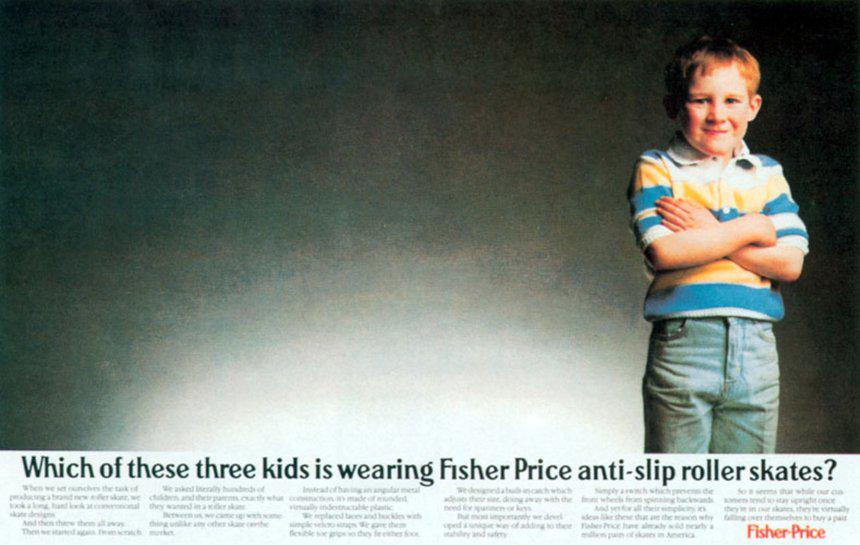 Which of these three kids is wearing Fisher Price anti-slip roller skates?
When we set ourselves the task of
producing a brand new roller skate, we
took a long, hard look at conventional
skate designs.
And then threw them all away.
Then we started again. From scratch.
We asked literally hundreds of
children, and their parents, exactly what
they wanted in a roller skate.
Between us, we came up with some-
thing unlike any other skate on the
market.
Instead of having an angular metal
construction, it's made of rounded,
virtually indestructable plastic.
We replaced laces and buckles with
simple velcro straps. We gave them
flexible toe grips so they fit either foot.
We designed a built-in catch which
adjusts their size, doing away with the
need for spanners or keys.
But most importantly we devel-
oped a unique way of adding to their
stability and safety.
Simply a switch which prevents the
front wheels from spinning backwards.
And yet for all their simplicity, it's
ideas like these that are the reason why
Fisher-Price have already sold nearly a
million pairs of skates in America.
So it seems that while our cus-
tomers tend to stay upright once
they're in our skates, they're virtually
falling over themselves to buy a pair.
Fisher-Price